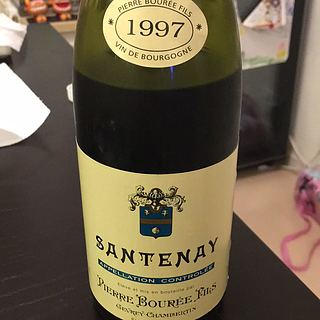 PIERRE BOURÉE FILS
1997
VIN DE BOURGOGNE
SANTENAY
APPELLATION CONTROLÉE
Elevé et mis en bouteille par
PIERRE BOURÉE FILS
GEVREY-CHAMBERTIN